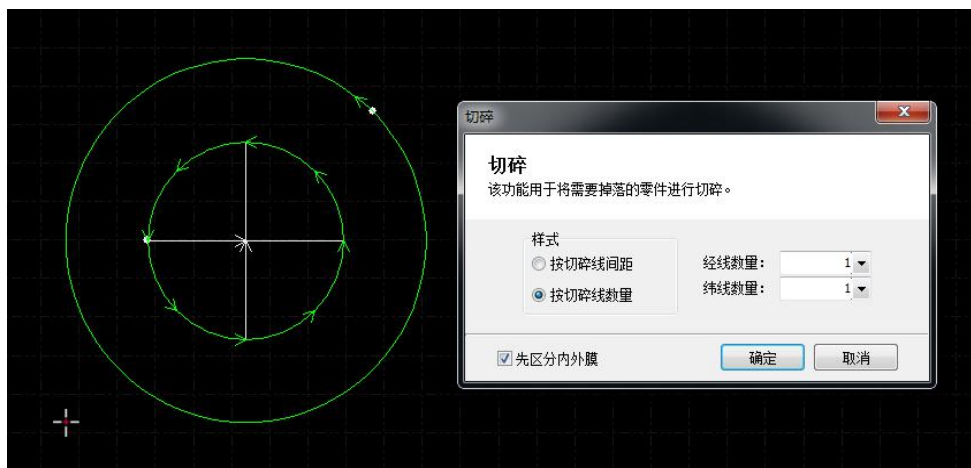 切碎
切碎
该功能用于将需要掉落的零件进行切碎。
样式
按切碎线间距
按切碎线数量
经线数量： 1
纬线数量： 1
先区分内外膜
确定
取消